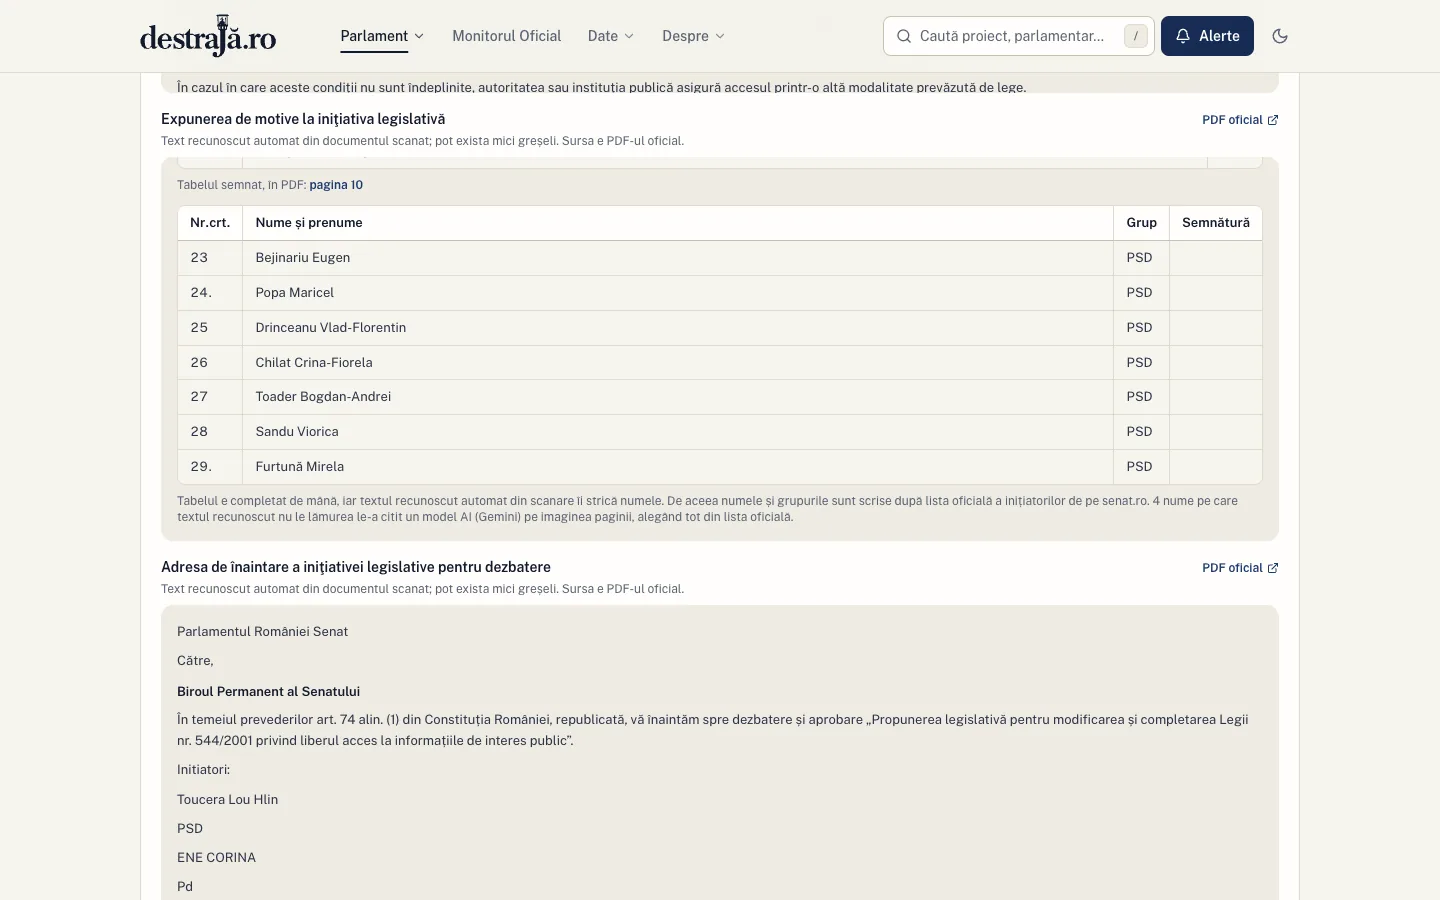 destrajă.ro
Parlament
Monitorul Oficial
Date
Despre
Caută proiect, parlamentar...
/
Alerte
În cazul în care aceste condiții nu sunt îndeplinite, autoritatea sau instituția publică asigură accesul printr-o altă modalitate prevăzută de lege.
Expunerea de motive la inițiativa legislativă
PDF oficial
Text recunoscut automat din documentul scanat; pot exista mici greșeli. Sursa e PDF-ul oficial.
Tabelul semnat, în PDF: pagina 10
Nr.crt. Nume și prenume Grup Semnătură
23 Bejinariu Eugen PSD
24. Popa Maricel PSD
25 Drinceanu Vlad-Florentin PSD
26 Chilat Crina-Fiorela PSD
27 Toader Bogdan-Andrei PSD
28 Sandu Viorica PSD
29. Furtună Mirela PSD
Tabelul e completat de mână, iar textul recunoscut automat din scanare îi strică numele. De aceea numele și grupurile sunt scrise după lista oficială a inițiatorilor de pe senat.ro. 4 nume pe care
textul recunoscut nu le lămurea le-a citit un model AI (Gemini) pe imaginea paginii, alegând tot din lista oficială.
Adresa de înaintare a inițiativei legislative pentru dezbatere
PDF oficial
Text recunoscut automat din documentul scanat; pot exista mici greșeli. Sursa e PDF-ul oficial.
Parlamentul României Senat
Către,
Biroul Permanent al Senatului
În temeiul prevederilor art. 74 alin. (1) din Constituția României, republicată, vă înaintăm spre dezbatere și aprobare „Propunerea legislativă pentru modificarea și completarea Legii
nr. 544/2001 privind liberul acces la informațiile de interes public”.
Initiatori:
Toucera Lou Hlin
PSD
ENE CORINA
Pd